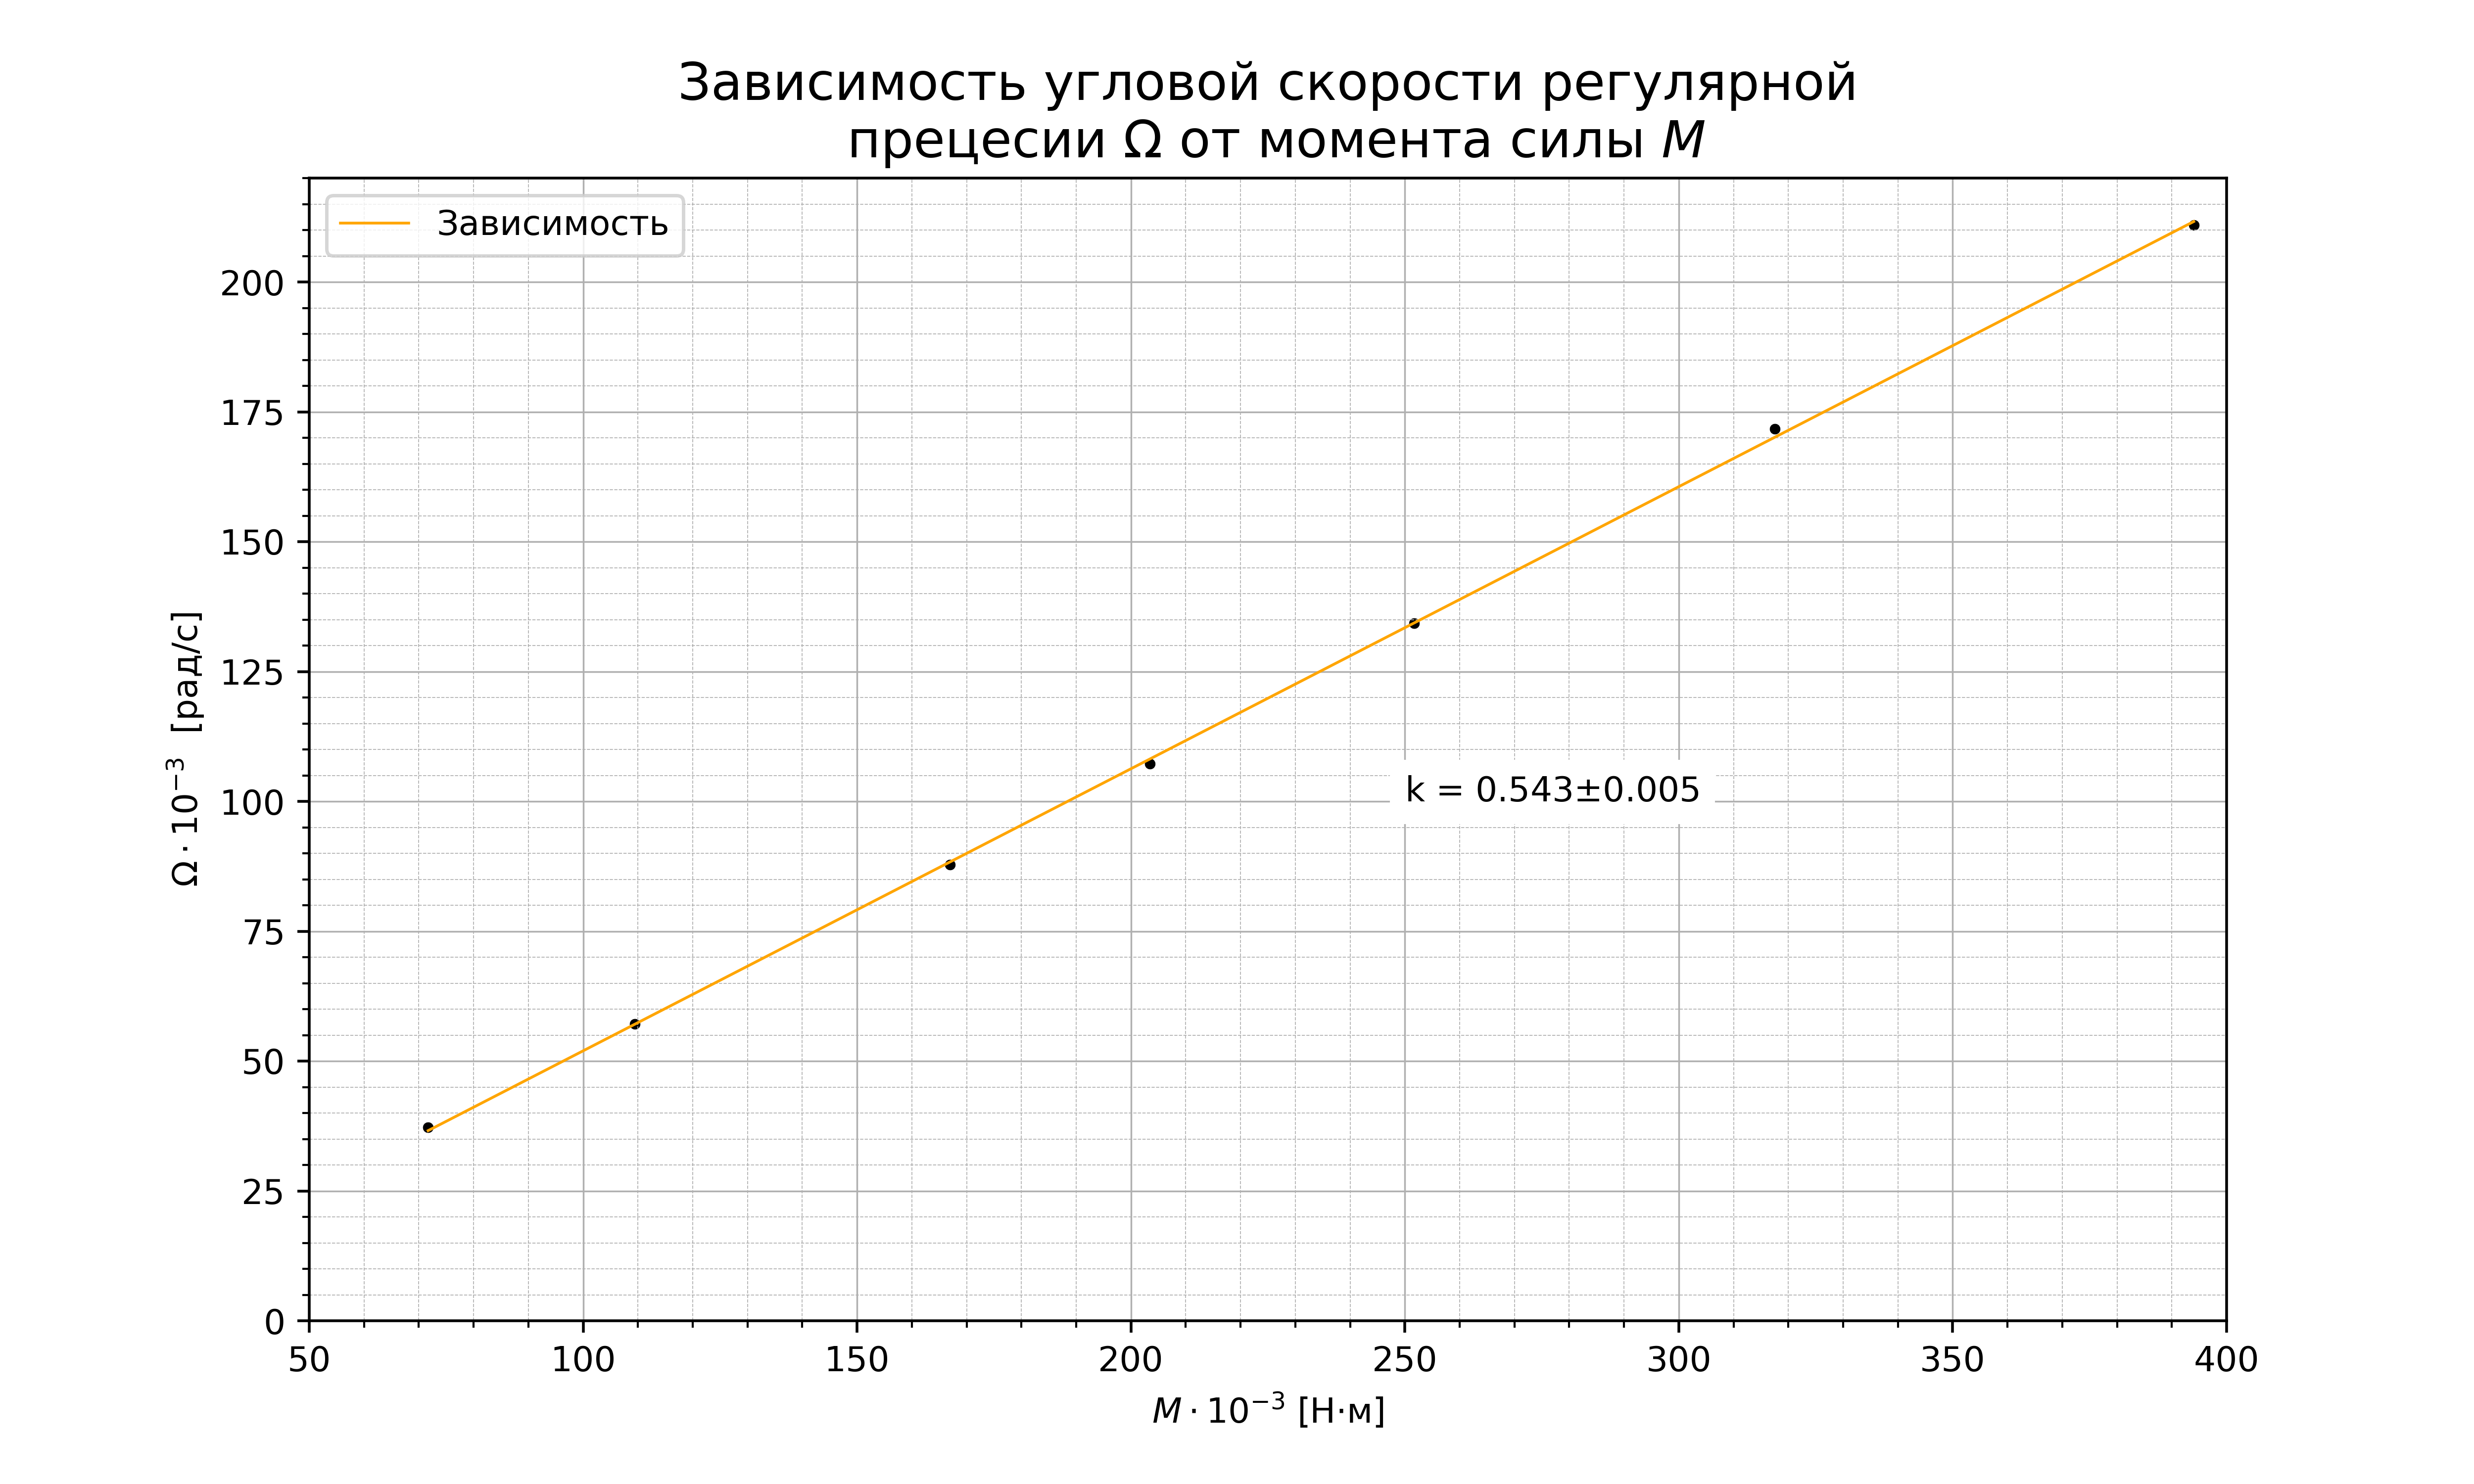 Зависимость угловой скорости регулярной
прецесии Ω от момента силы M
Зависимость
200
175
150
125
100
75
50
25
0
Ω · 10⁻³ [рад/с]
k = 0.543±0.005
50 100 150 200 250 300 350 400
M · 10⁻³ [Н·м]